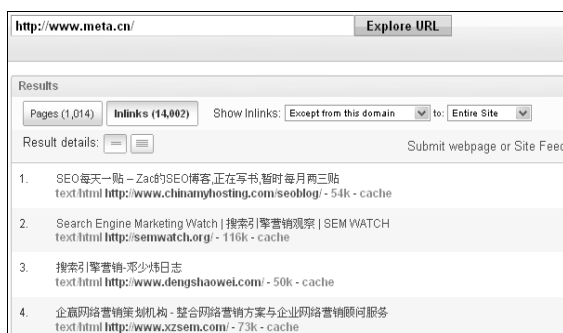 http://www.meta.cn/ Explore URL
Results
Pages (1,014) Inlinks (14,002) Show Inlinks: Except from this domain to: Entire Site
Result details: Submit webpage or Site Feed
1. SEO每天一贴 – Zac的SEO博客,正在写书,暂时每月两三贴
text/html http://www.chinamyhosting.com/seoblog/ - 54k - cache
2. Search Engine Marketing Watch | 搜索引擎营销观察 | SEM WATCH
text/html http://semwatch.org/ - 116k - cache
3. 搜索引擎营销-邓少炜日志
text/html http://www.dengshaowei.com/ - 50k - cache
4. 企赢网络营销策划机构 - 整合网络营销方案与企业网络营销顾问服务
text/html http://www.xzsem.com/ - 73k - cache